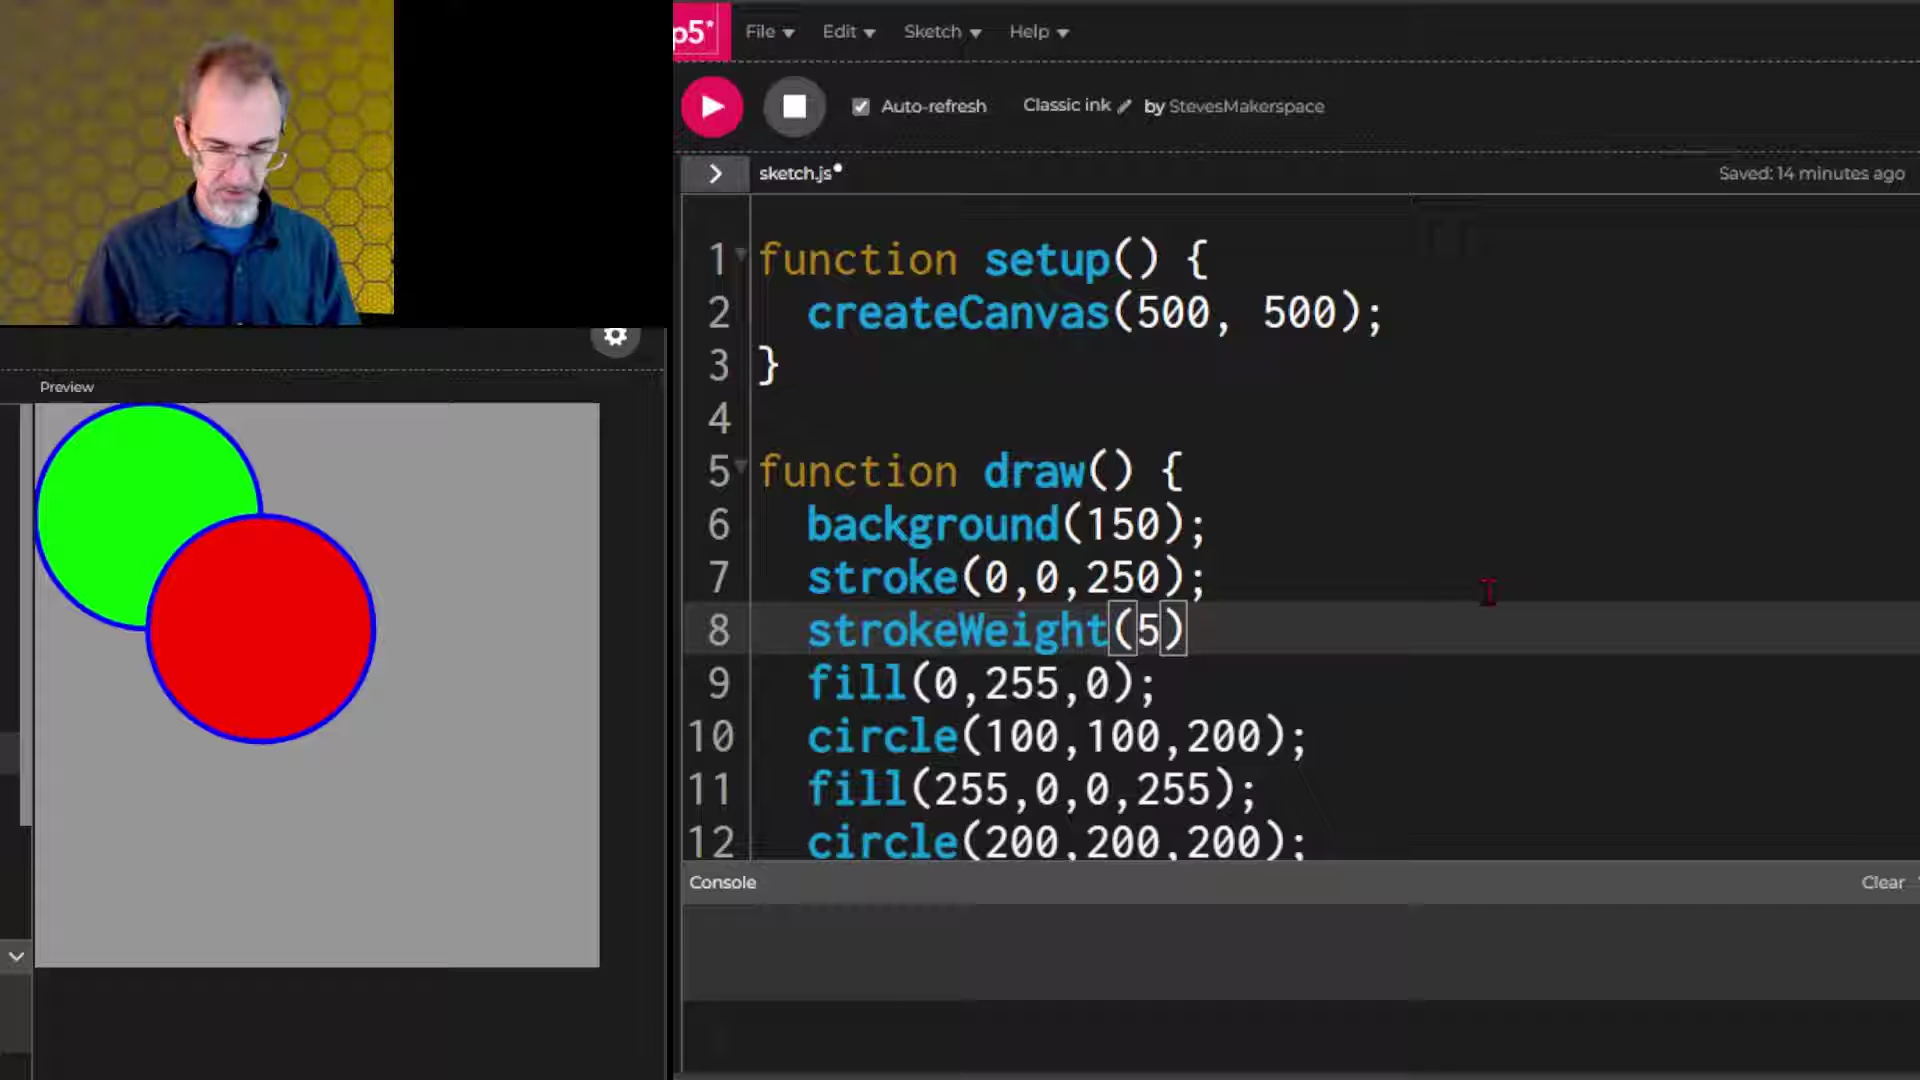 p5*
File
Edit
Sketch
Help
Auto-refresh
Classic ink
by StevesMakerspace
sketch.js
Saved: 14 minutes ago
Preview
1 function setup() {
2 createCanvas(500, 500);
3 }
4
5 function draw() {
6 background(150);
7 stroke(0,0,250);
8 strokeWeight(5)
9 fill(0,255,0);
10 circle(100,100,200);
11 fill(255,0,0,255);
12 circle(200,200,200);
Console
Clear